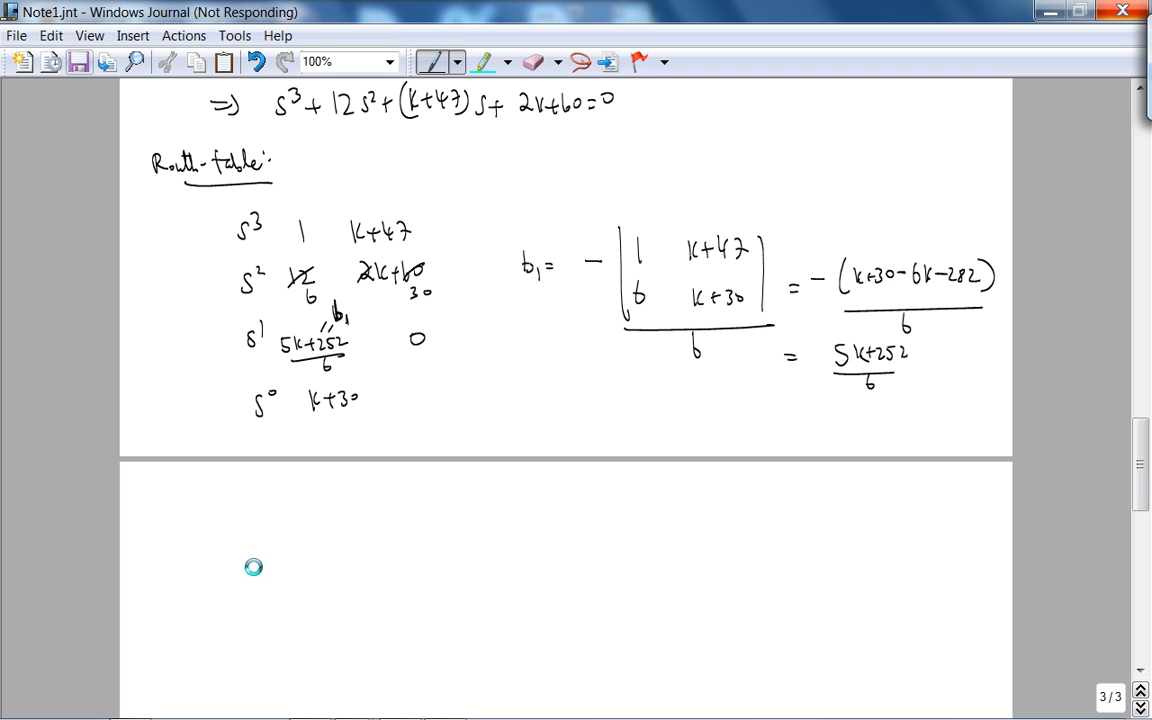 Note1.jnt - Windows Journal (Not Responding)
File Edit View Insert Actions Tools Help
100%
⇒ s³ + 12s² + (k+47)s + 2k+60=0
Routh-table:
s³ 1 k+47
s² 12 2k+60
6 30
b₁
s¹ 5k+252 0
6
s⁰ k+30
b₁ = - | 1 k+47 |
| 6 k+30 |
6
= - (k+30-6k-282)
6
= 5k+252
6
3 / 3